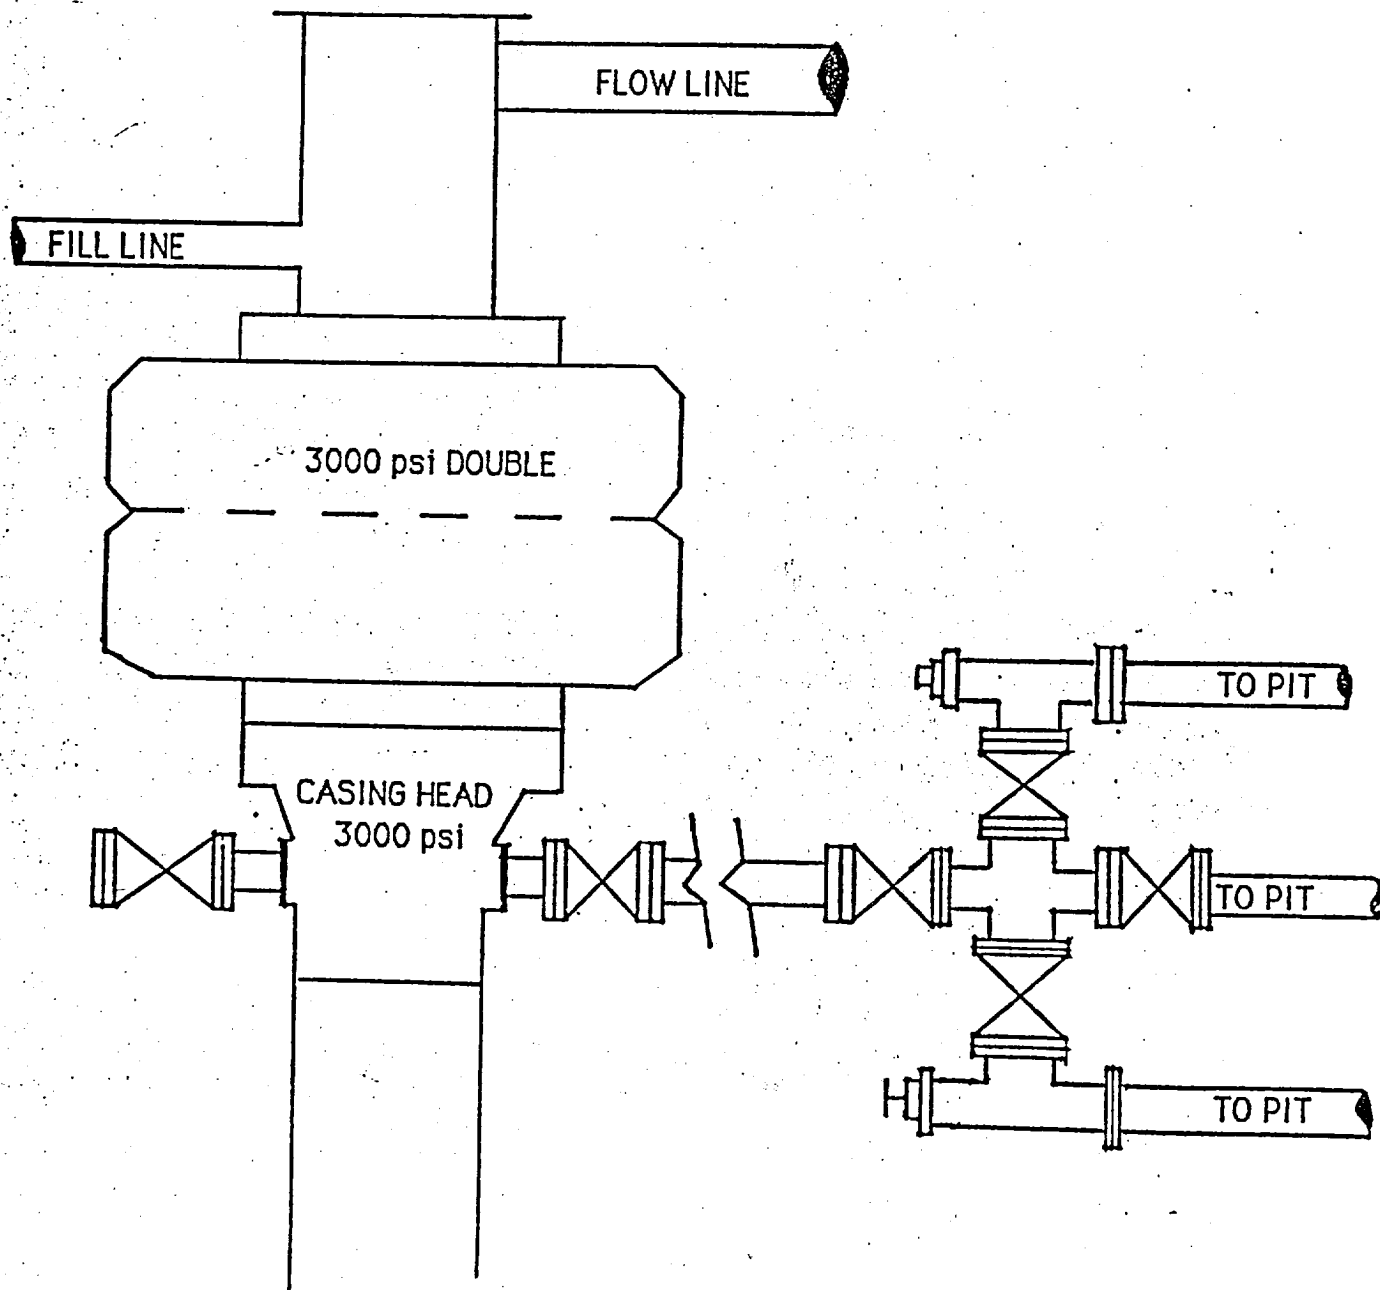 FLOW LINE
FILL LINE
3000 psi DOUBLE
TO PIT
CASING HEAD
3000 psi
TO PIT
TO PIT